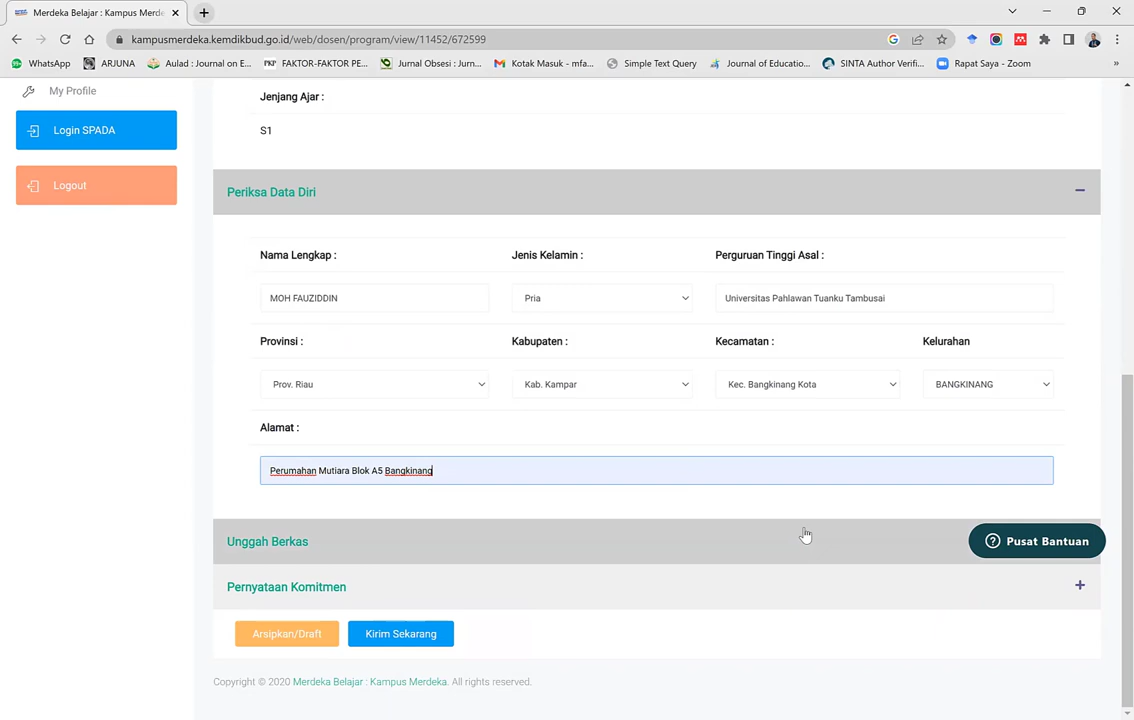 Merdeka Belajar : Kampus Merde
kampusmerdeka.kemdikbud.go.id/web/dosen/program/view/11452/672599
WhatsApp ARJUNA Aulad : Journal on E... FAKTOR-FAKTOR PE... Jurnal Obsesi : Jurn... Kotak Masuk - mfa... Simple Text Query Journal of Educatio... SINTA Author Verifi... Rapat Saya - Zoom »
My Profile
Login SPADA
Logout
Jenjang Ajar :
S1
Periksa Data Diri
Nama Lengkap : Jenis Kelamin : Perguruan Tinggi Asal :
MOH FAUZIDDIN Pria Universitas Pahlawan Tuanku Tambusai
Provinsi : Kabupaten : Kecamatan : Kelurahan
Prov. Riau Kab. Kampar Kec. Bangkinang Kota BANGKINANG
Alamat :
Perumahan Mutiara Blok A5 Bangkinang
Unggah Berkas
Pusat Bantuan
Pernyataan Komitmen
Arsipkan/Draft Kirim Sekarang
Copyright © 2020 Merdeka Belajar : Kampus Merdeka. All rights reserved.